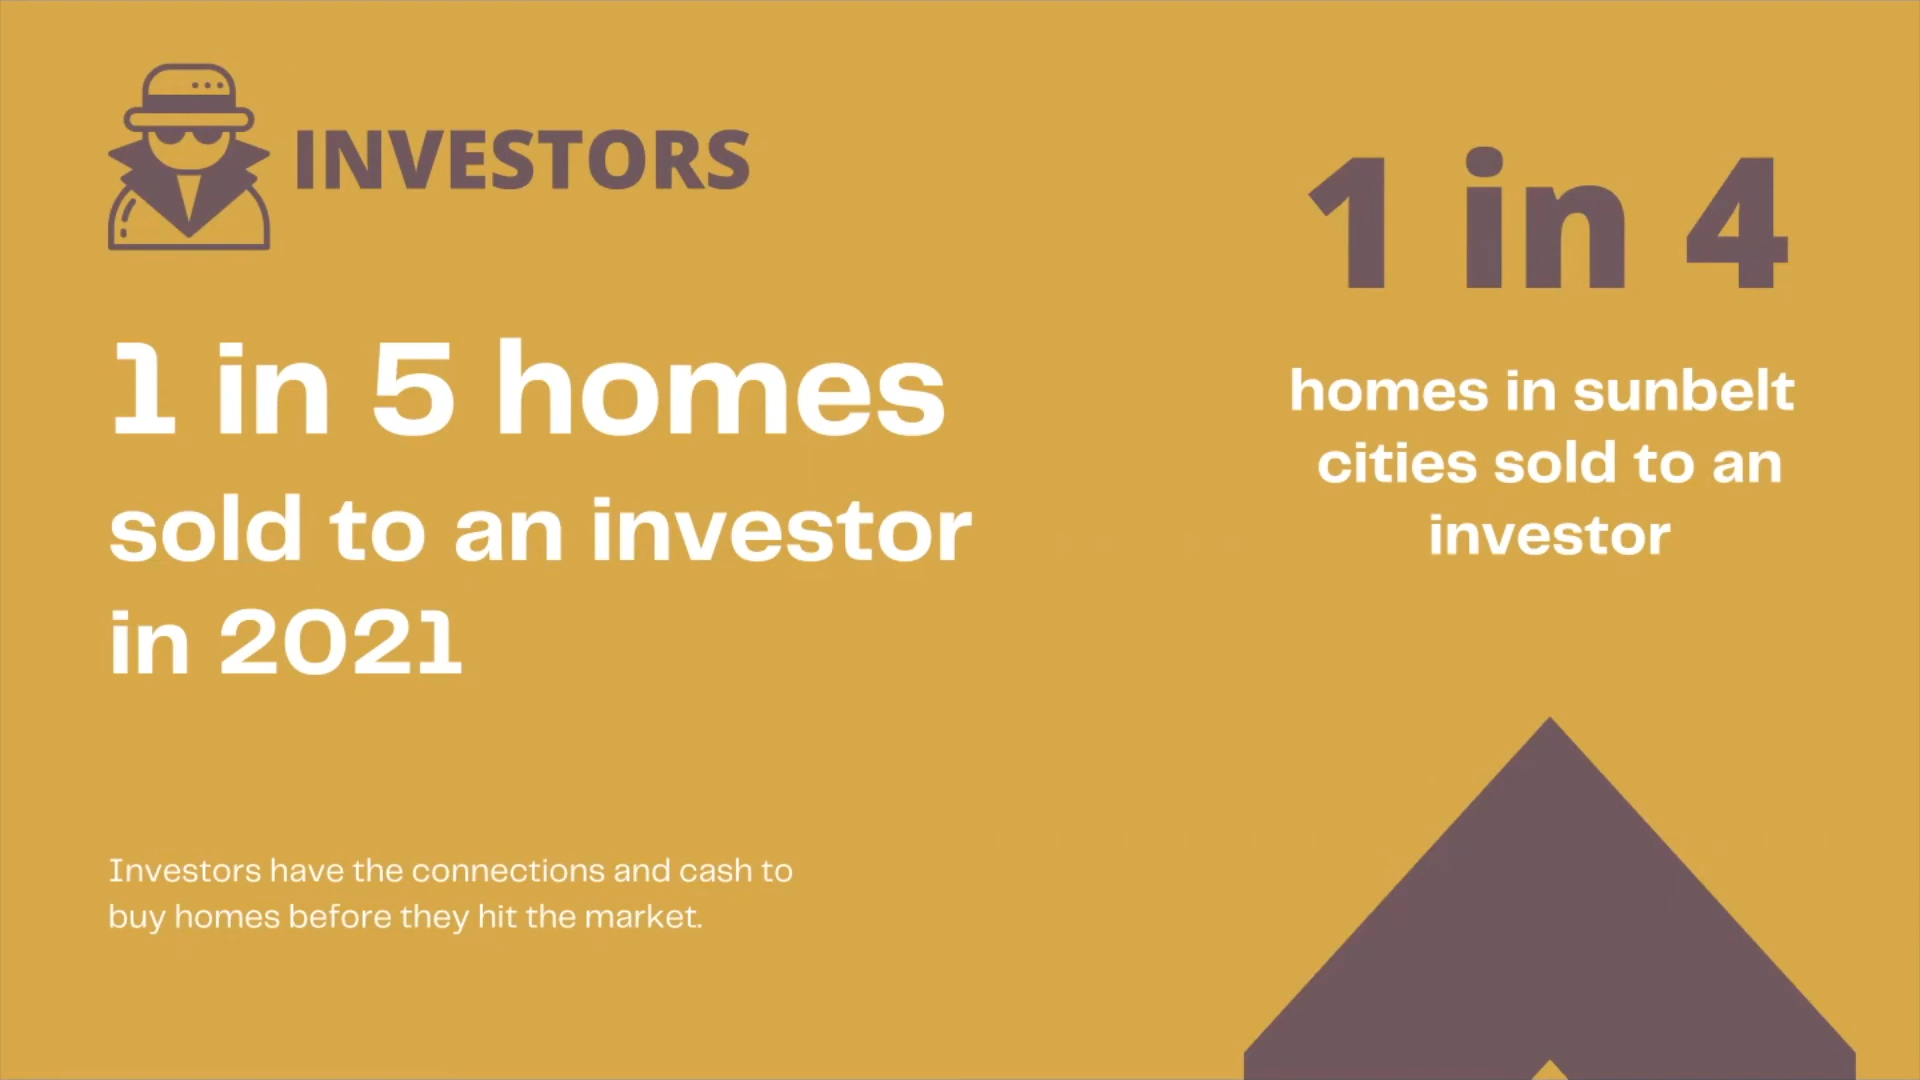 INVESTORS
1 in 5 homes
sold to an investor
in 2021
Investors have the connections and cash to
buy homes before they hit the market.
1 in 4
homes in sunbelt
cities sold to an
investor